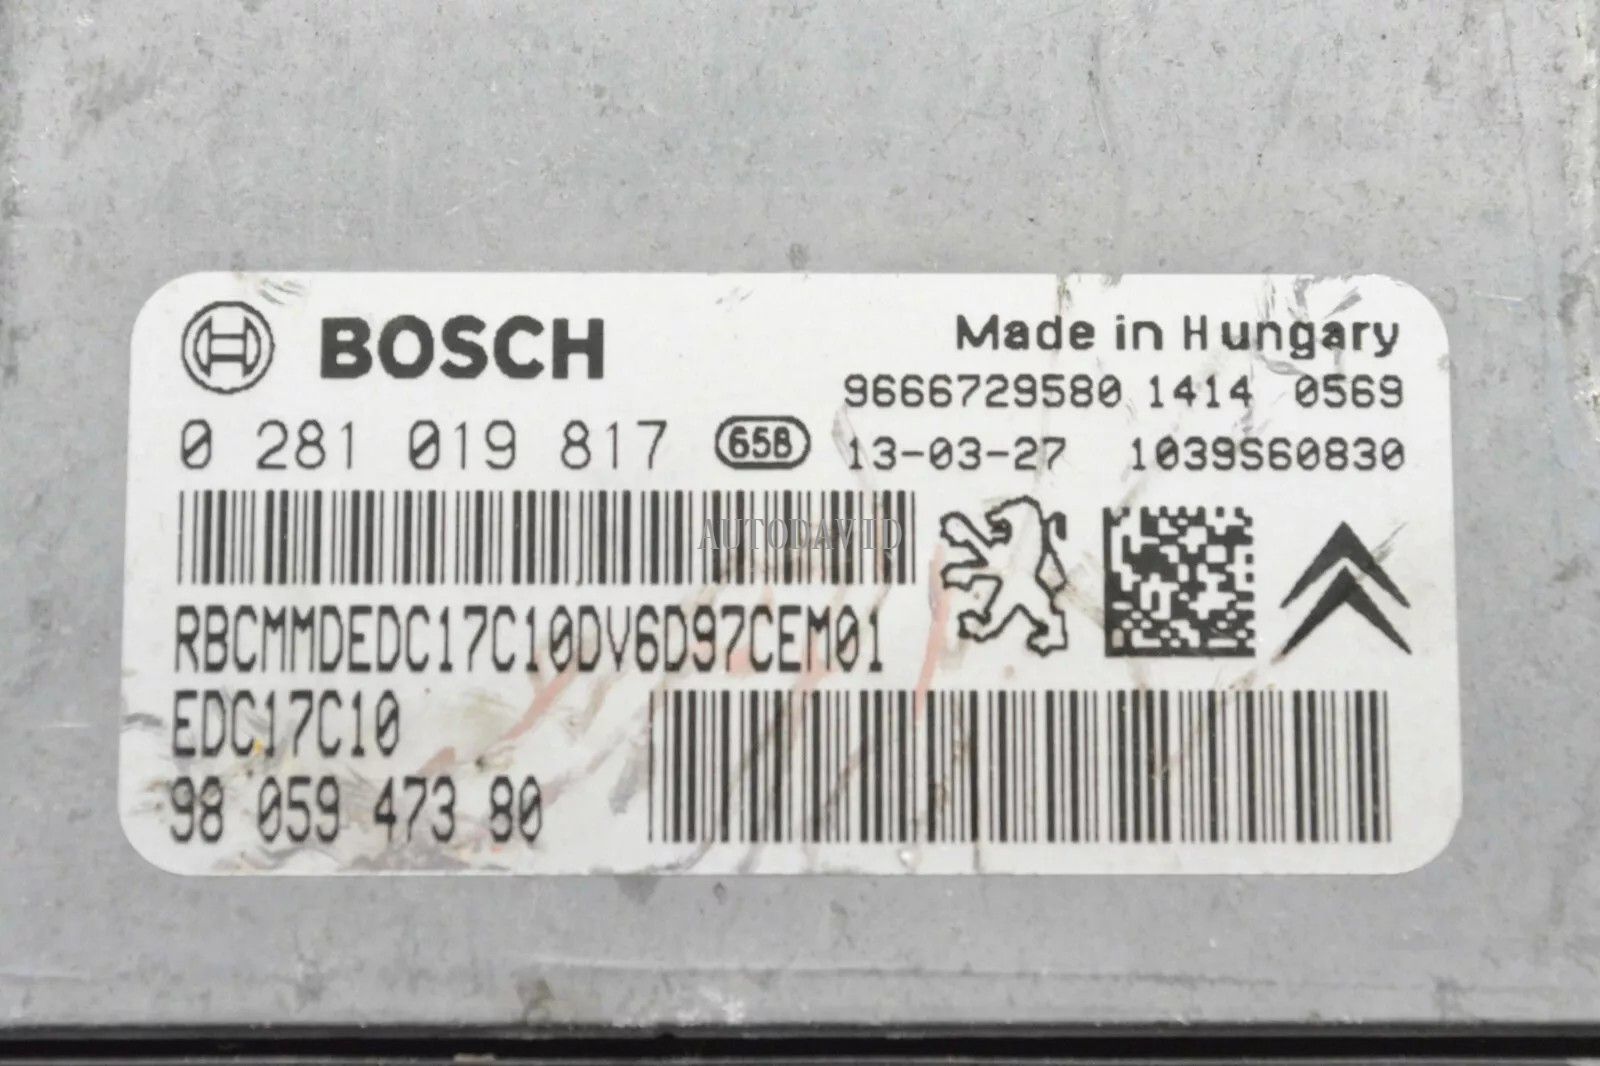 BOSCH
Made in Hungary
9666729580 1414 0569
0 281 019 817 65B 13-03-27 1039S60830
AUTODAVID
RBCMMDEDC17C10DV6D97CEM01
EDC17C10
98 059 473 80